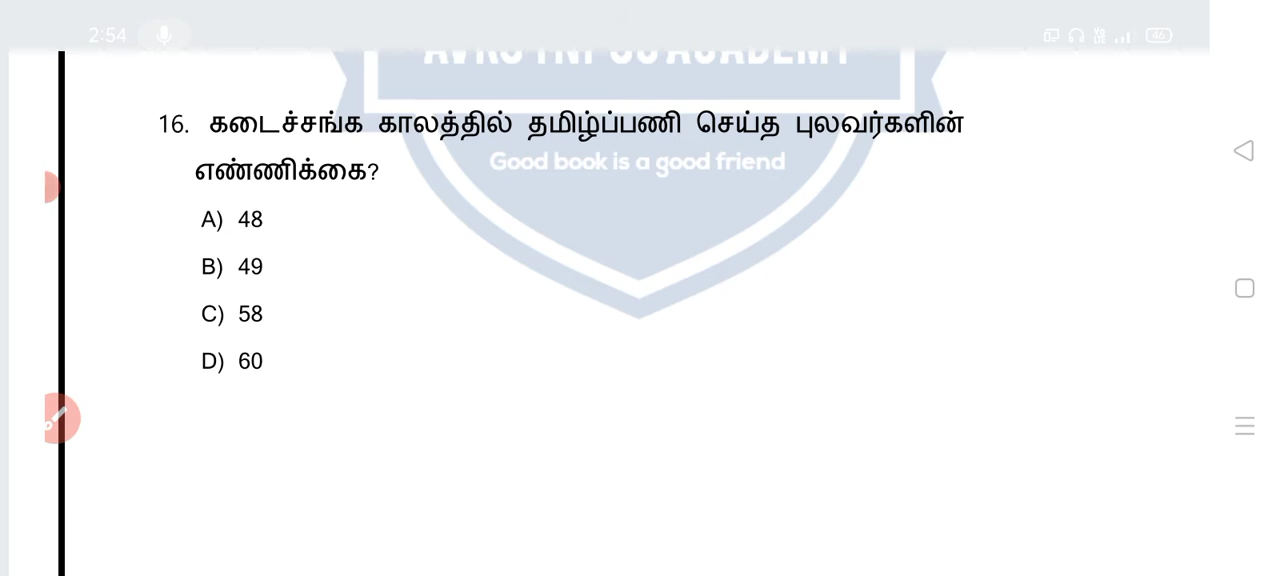 2:54
46
16. கடைச்சங்க காலத்தில் தமிழ்ப்பணி செய்த புலவர்களின்
Good book is a good friend
எண்ணிக்கை?
A) 48
B) 49
C) 58
D) 60